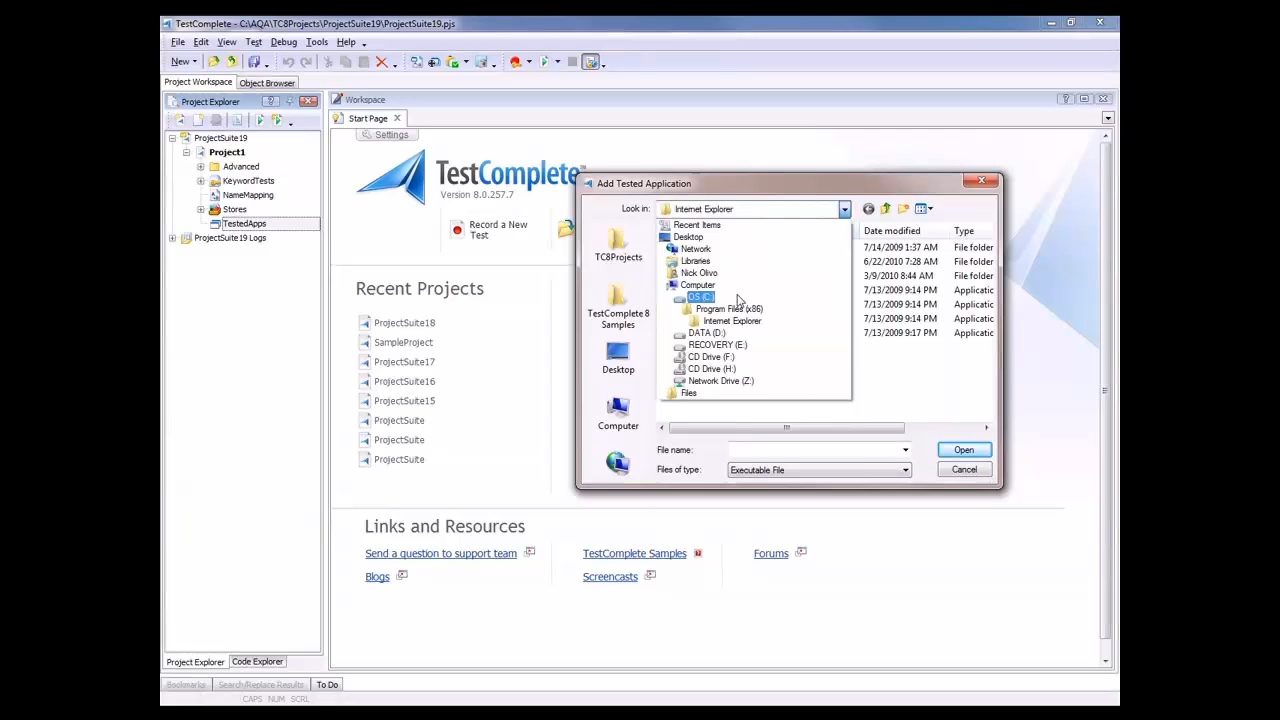 TestComplete - C:\AQA\TC8Projects\ProjectSuite19\ProjectSuite19.pjs
File Edit View Test Debug Tools Help
New
Project Workspace Object Browser
Project Explorer
ProjectSuite19
Project1
Advanced
KeywordTests
NameMapping
Stores
TestedApps
ProjectSuite19 Logs
Project Explorer Code Explorer
Workspace
Start Page
Settings
TestComplete™
Version 8.0.257.7
Record a New
Test
Recent Projects
ProjectSuite18
SampleProject
ProjectSuite17
ProjectSuite16
ProjectSuite15
ProjectSuite
ProjectSuite
ProjectSuite
Links and Resources
Send a question to support team
TestComplete Samples
Forums
Blogs
Screencasts
Add Tested Application
Look in: Internet Explorer
TC8Projects
TestComplete 8
Samples
Desktop
Computer
Recent Items
Desktop
Network
Libraries
Nick Olivo
Computer
OS (C:)
Program Files (x86)
Internet Explorer
DATA (D:)
RECOVERY (E:)
CD Drive (F:)
CD Drive (H:)
Network Drive (Z:)
Files
Date modified Type
7/14/2009 1:37 AM File folder
6/22/2010 7:28 AM File folder
3/9/2010 8:44 AM File folder
7/13/2009 9:14 PM Applicatic
7/13/2009 9:14 PM Applicatic
7/13/2009 9:14 PM Applicatic
7/13/2009 9:17 PM Applicatic
File name: Open
Files of type: Executable File Cancel
Bookmarks Search/Replace Results To Do
CAPS NUM SCRL